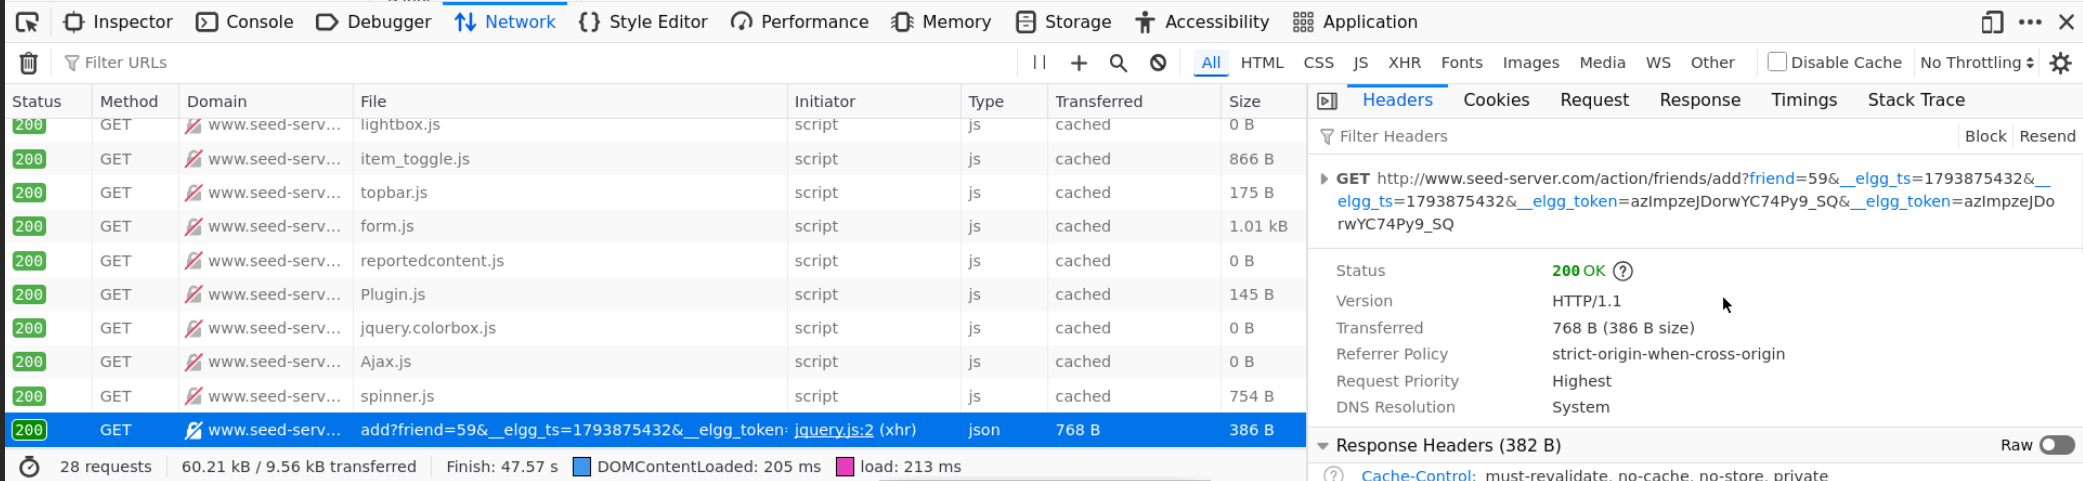 Inspector Console Debugger Network Style Editor Performance Memory Storage Accessibility Application
Filter URLs All HTML CSS JS XHR Fonts Images Media WS Other Disable Cache No Throttling
Status Method Domain File Initiator Type Transferred Size
200 GET www.seed-serv... lightbox.js script js cached 0 B
200 GET www.seed-serv... item_toggle.js script js cached 866 B
200 GET www.seed-serv... topbar.js script js cached 175 B
200 GET www.seed-serv... form.js script js cached 1.01 kB
200 GET www.seed-serv... reportedcontent.js script js cached 0 B
200 GET www.seed-serv... Plugin.js script js cached 145 B
200 GET www.seed-serv... jquery.colorbox.js script js cached 0 B
200 GET www.seed-serv... Ajax.js script js cached 0 B
200 GET www.seed-serv... spinner.js script js cached 754 B
200 GET www.seed-serv... add?friend=59&__elgg_ts=1793875432&__elgg_token: jquery.js:2 (xhr) json 768 B 386 B
28 requests 60.21 kB / 9.56 kB transferred Finish: 47.57 s DOMContentLoaded: 205 ms load: 213 ms
Headers Cookies Request Response Timings Stack Trace
Filter Headers Block Resend
GET http://www.seed-server.com/action/friends/add?friend=59&__elgg_ts=1793875432&__
elgg_ts=1793875432&__elgg_token=azImpzeJDorwYC74Py9_SQ&__elgg_token=azImpzeJDo
rwYC74Py9_SQ
Status 200 OK ?
Version HTTP/1.1
Transferred 768 B (386 B size)
Referrer Policy strict-origin-when-cross-origin
Request Priority Highest
DNS Resolution System
Response Headers (382 B) Raw
? Cache-Control: must-revalidate, no-cache, no-store, private